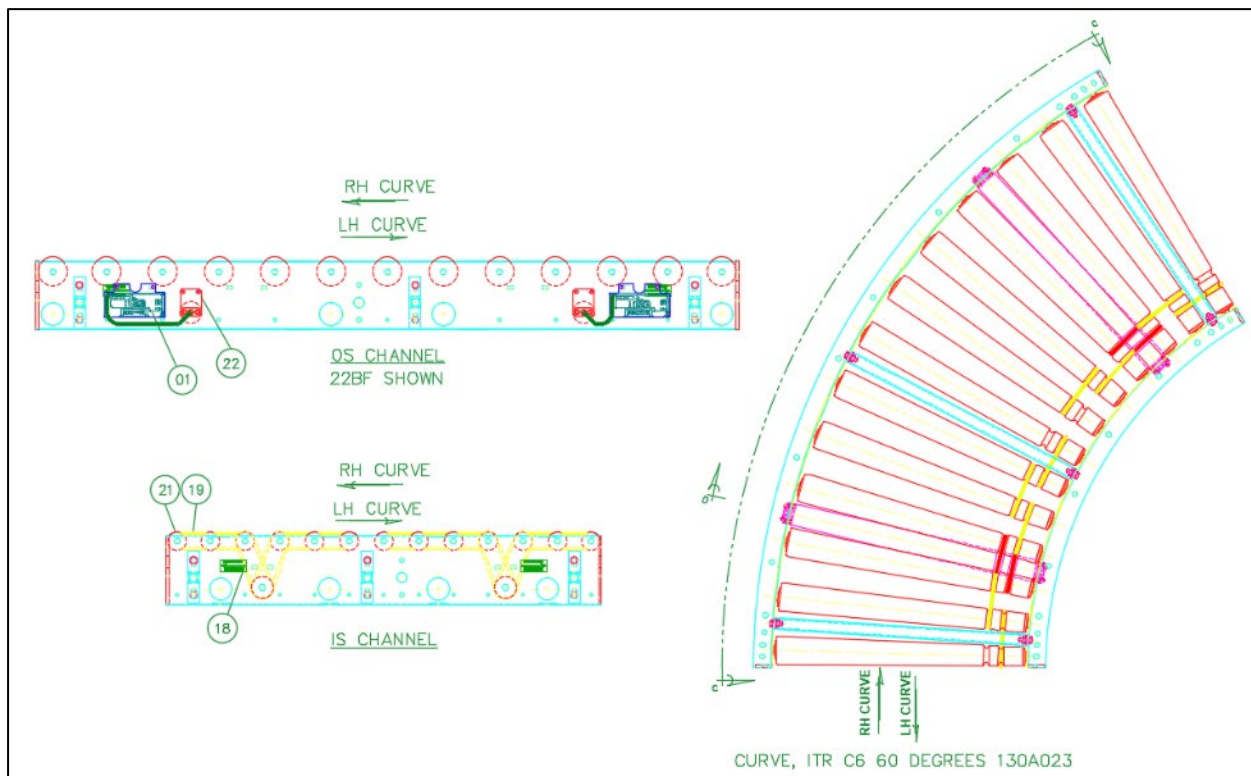 RH CURVE
LH CURVE
01
22
OS CHANNEL
22BF SHOWN
RH CURVE
LH CURVE
21
19
18
IS CHANNEL
c
c
RH CURVE
LH CURVE
CURVE, ITR C6 60 DEGREES 130A023